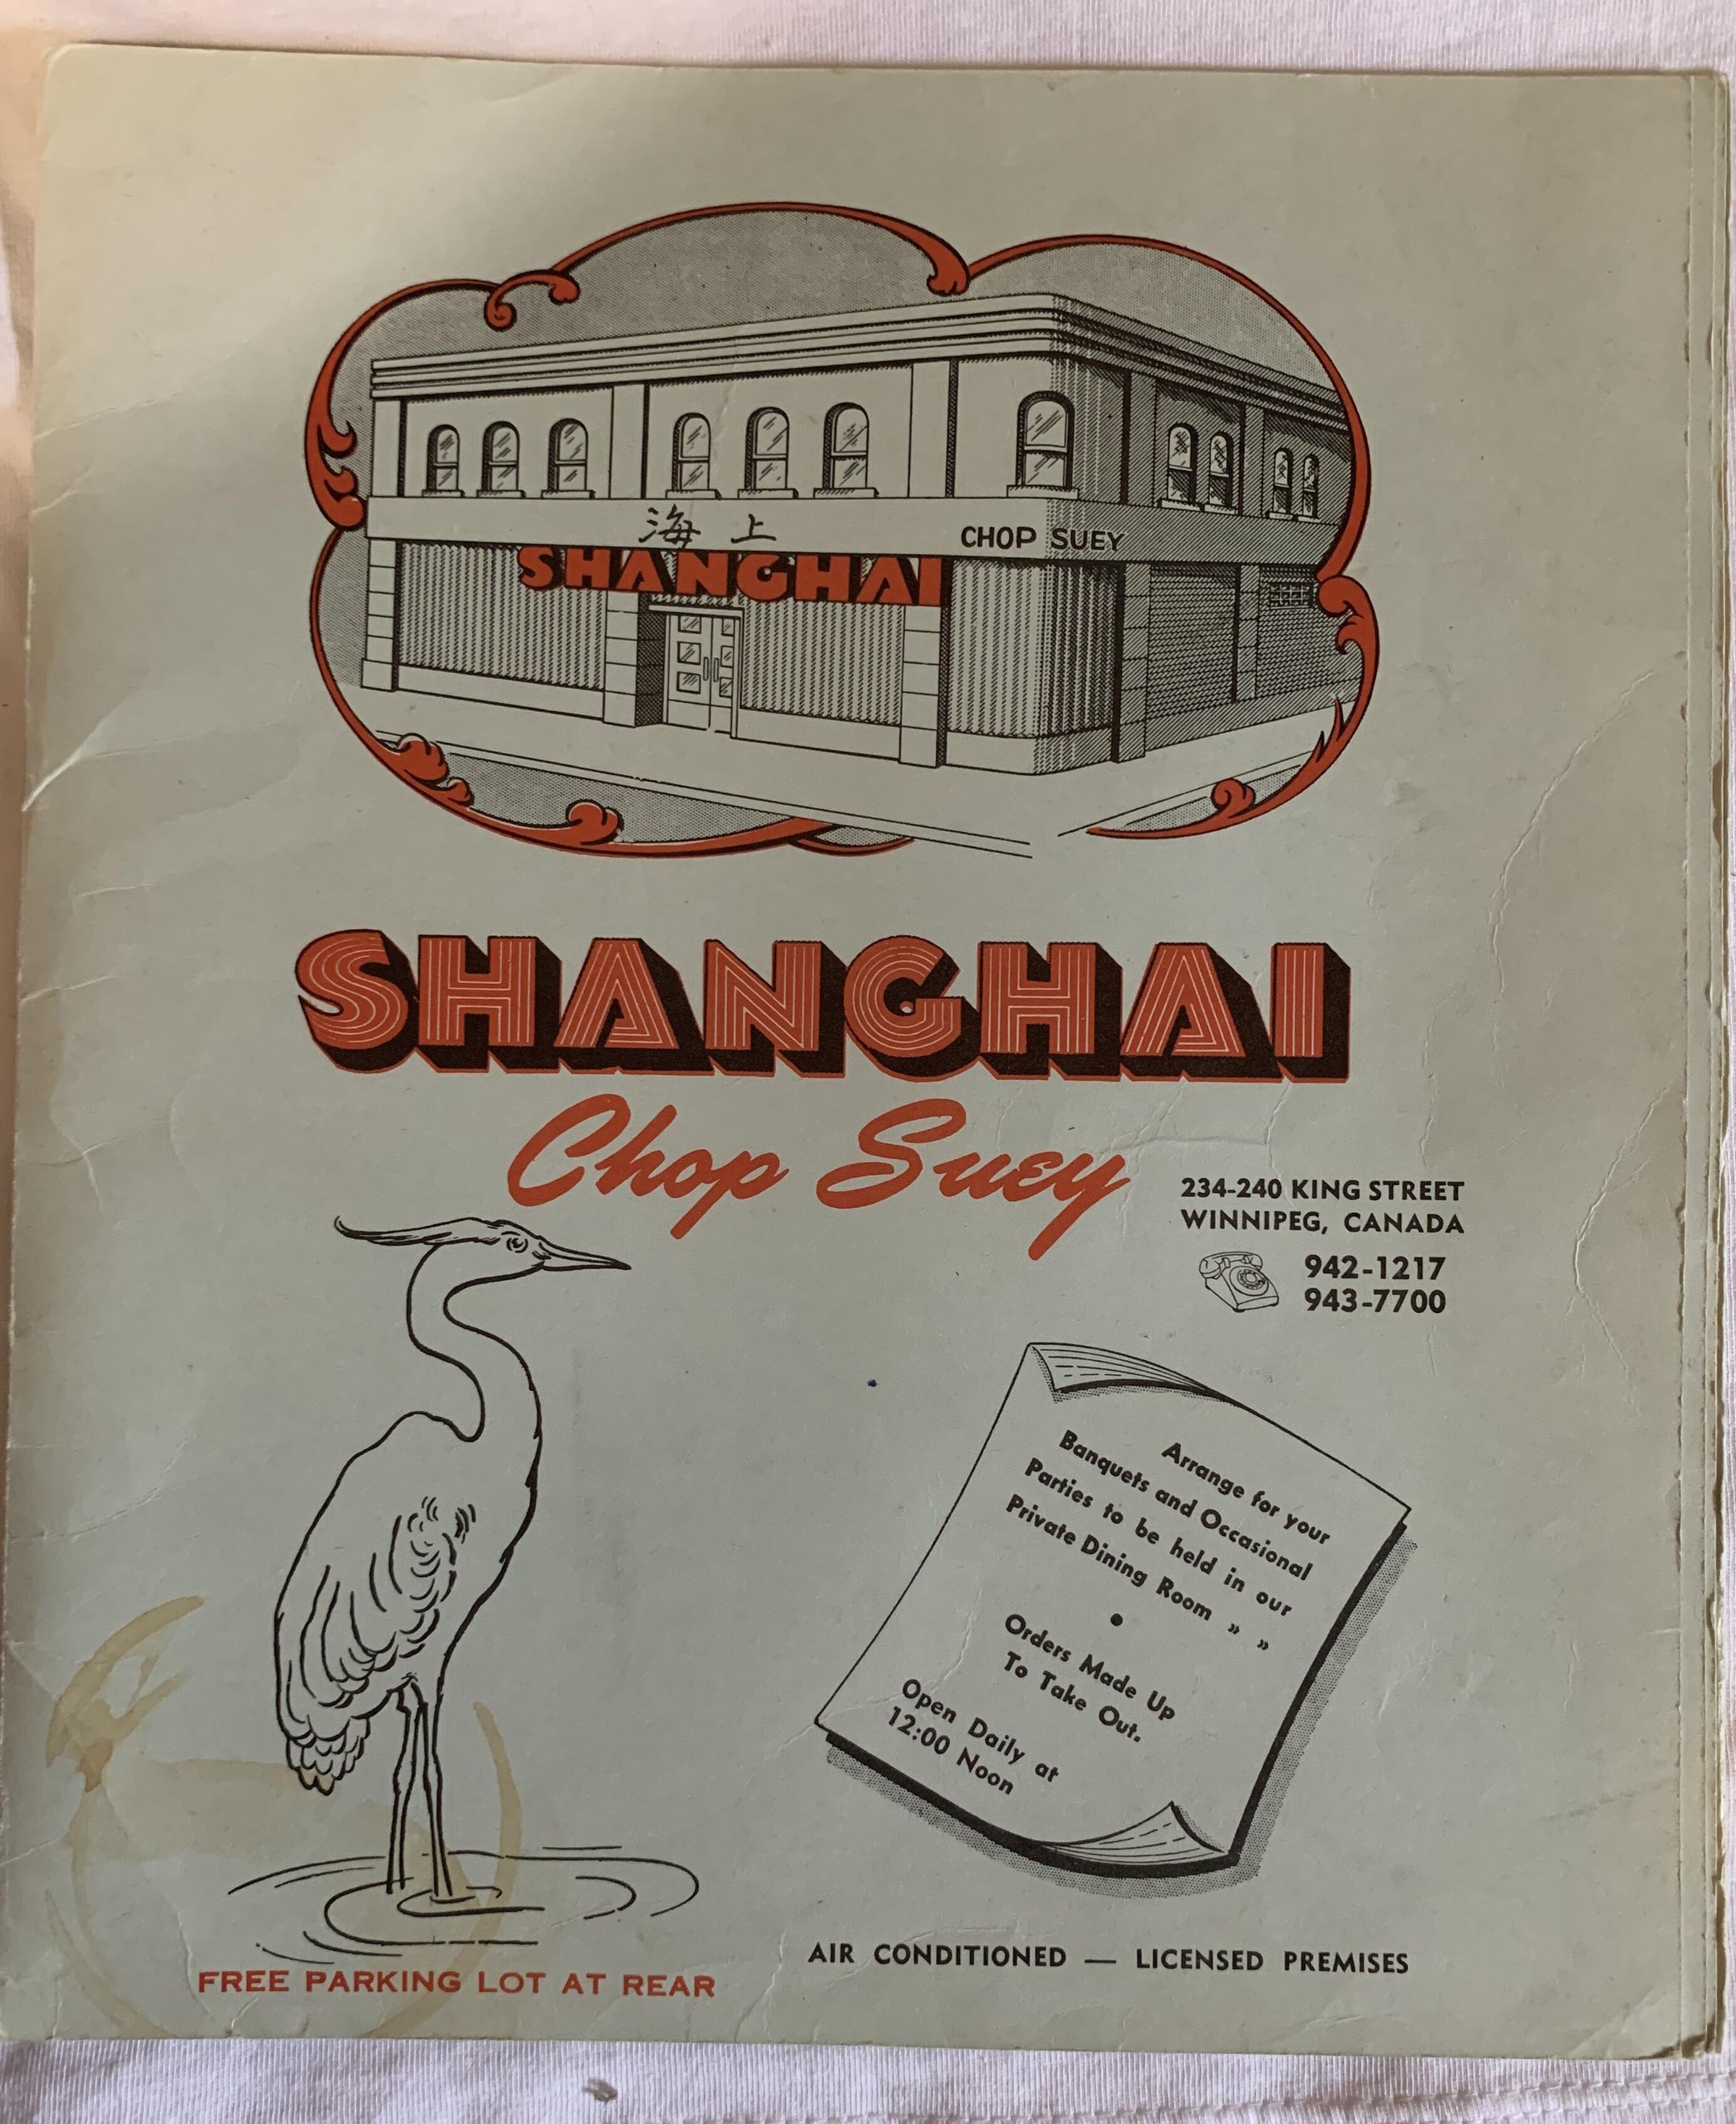 海上
CHOP SUEY
SHANGHAI
SHANGHAI
Chop Suey
234-240 KING STREET
WINNIPEG, CANADA
942-1217
943-7700
Arrange for your
Banquets and Occasional
Parties to be held in our
Private Dining Room » »
•
Orders Made Up
To Take Out.
Open Daily at
12:00 Noon
FREE PARKING LOT AT REAR
AIR CONDITIONED — LICENSED PREMISES